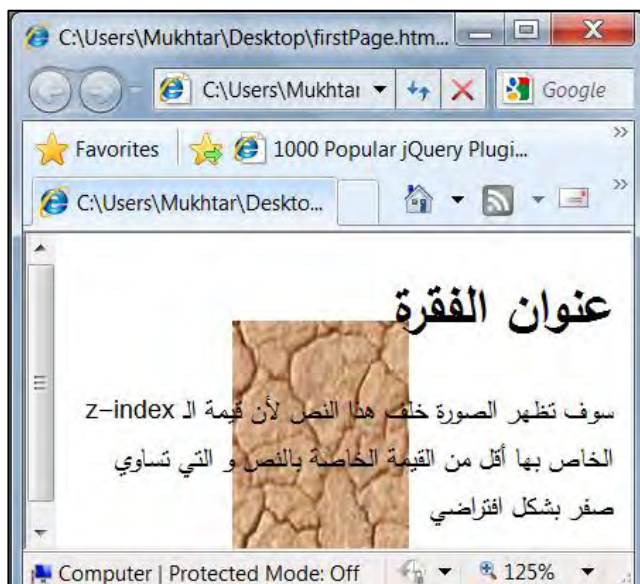 C:\Users\Mukhtar\Desktop\firstPage.htm...
C:\Users\Mukhtar
Google
Favorites
1000 Popular jQuery Plugi...
C:\Users\Mukhtar\Deskto...
عنوان الفقرة
سوف تظهر الصورة خلف هذا النص لأن قيمة الـ z-index
الخاص بها أقل من القيمة الخاصة بالنص و التي تساوي
صفر بشكل افتراضي
Computer | Protected Mode: Off
125%